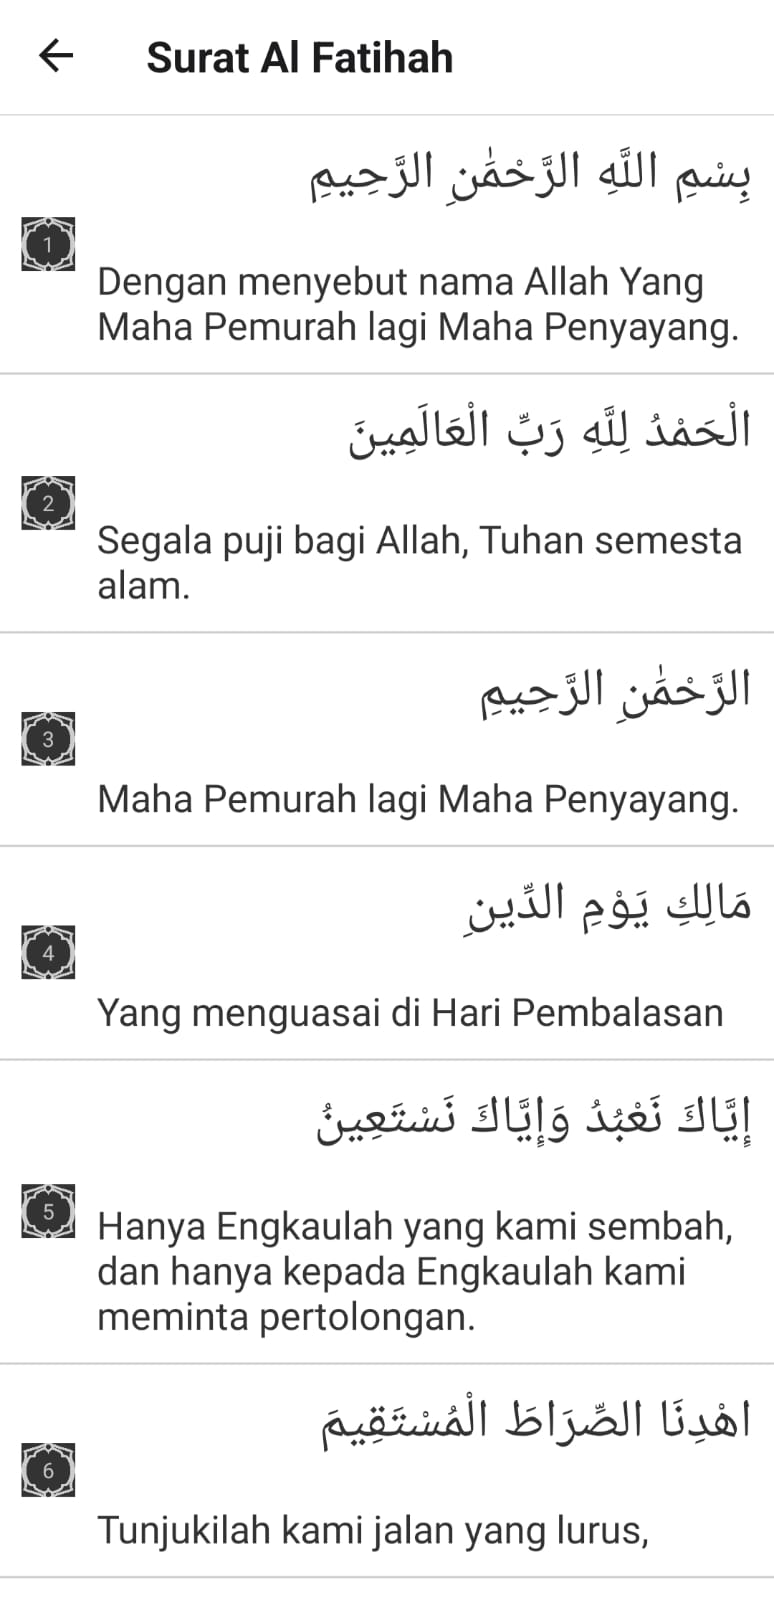 Surat Al Fatihah
بِسْمِ اللَّهِ الرَّحْمَٰنِ الرَّحِيمِ
1
Dengan menyebut nama Allah Yang
Maha Pemurah lagi Maha Penyayang.
الْحَمْدُ لِلَّهِ رَبِّ الْعَالَمِينَ
2
Segala puji bagi Allah, Tuhan semesta
alam.
الرَّحْمَٰنِ الرَّحِيمِ
3
Maha Pemurah lagi Maha Penyayang.
مَالِكِ يَوْمِ الدِّينِ
4
Yang menguasai di Hari Pembalasan
إِيَّاكَ نَعْبُدُ وَإِيَّاكَ نَسْتَعِينُ
5
Hanya Engkaulah yang kami sembah,
dan hanya kepada Engkaulah kami
meminta pertolongan.
اهْدِنَا الصِّرَاطَ الْمُسْتَقِيمَ
6
Tunjukilah kami jalan yang lurus,